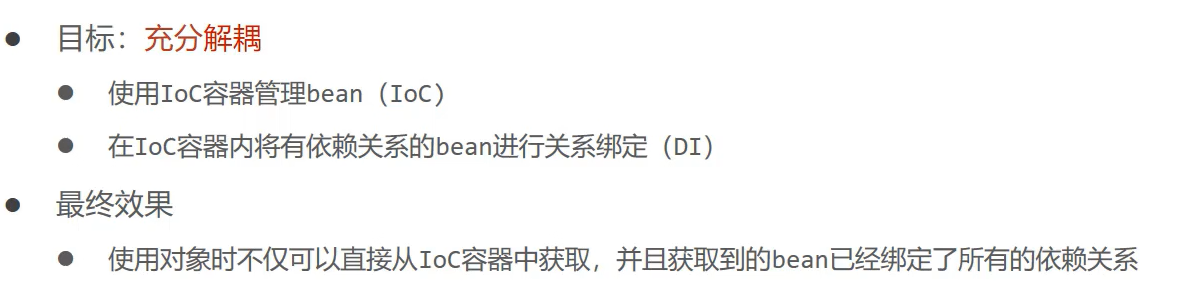 目标：充分解耦
使用IoC容器管理bean（IoC）
在IoC容器内将有依赖关系的bean进行关系绑定（DI）
最终效果
使用对象时不仅可以直接从IoC容器中获取，并且获取到的bean已经绑定了所有的依赖关系